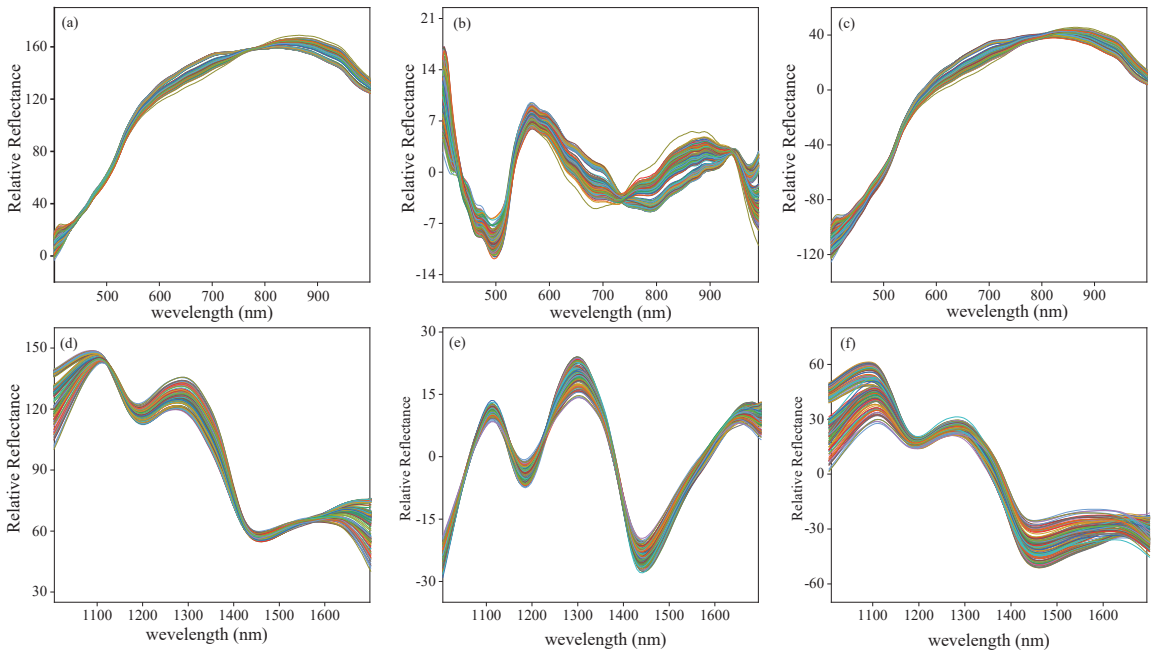 (a)
160
120
80
40
0
Relative Reflectance
500 600 700 800 900
wevelength (nm)
(b)
21
14
7
0
-7
-14
Relative Reflectance
500 600 700 800 900
wevelength (nm)
(c)
40
0
-40
-80
-120
Relative Reflectance
500 600 700 800 900
wevelength (nm)
(d)
150
120
90
60
30
Relative Reflectance
1100 1200 1300 1400 1500 1600
wevelength (nm)
(e)
30
15
0
-15
-30
Relative Reflectance
1100 1200 1300 1400 1500 1600
wevelength (nm)
(f)
60
30
0
-30
-60
Relative Reflectance
1100 1200 1300 1400 1500 1600
wevelength (nm)